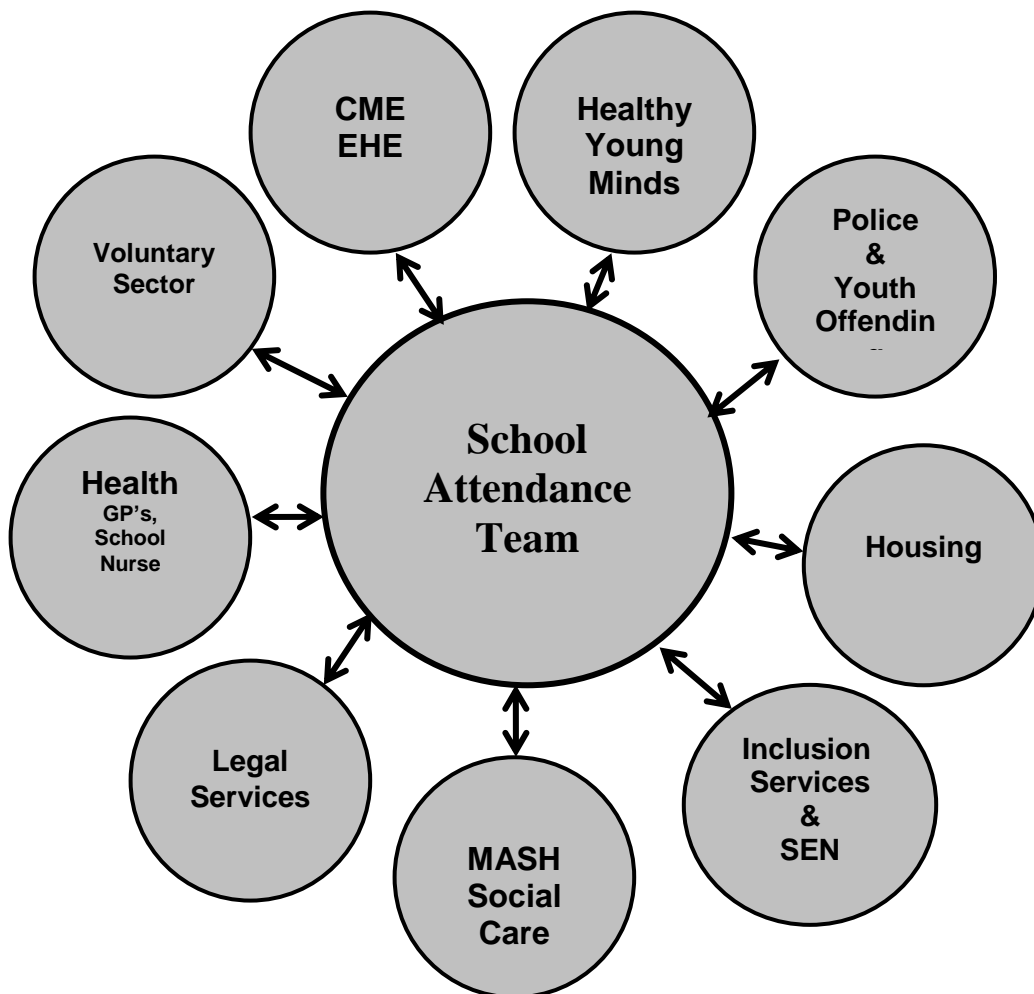 CME
EHE
Healthy
Young
Minds
Police
&
Youth
Offendin
Voluntary
Sector
School
Attendance
Team
Health
GP's,
School
Nurse
Housing
Legal
Services
Inclusion
Services
&
SEN
MASH
Social
Care